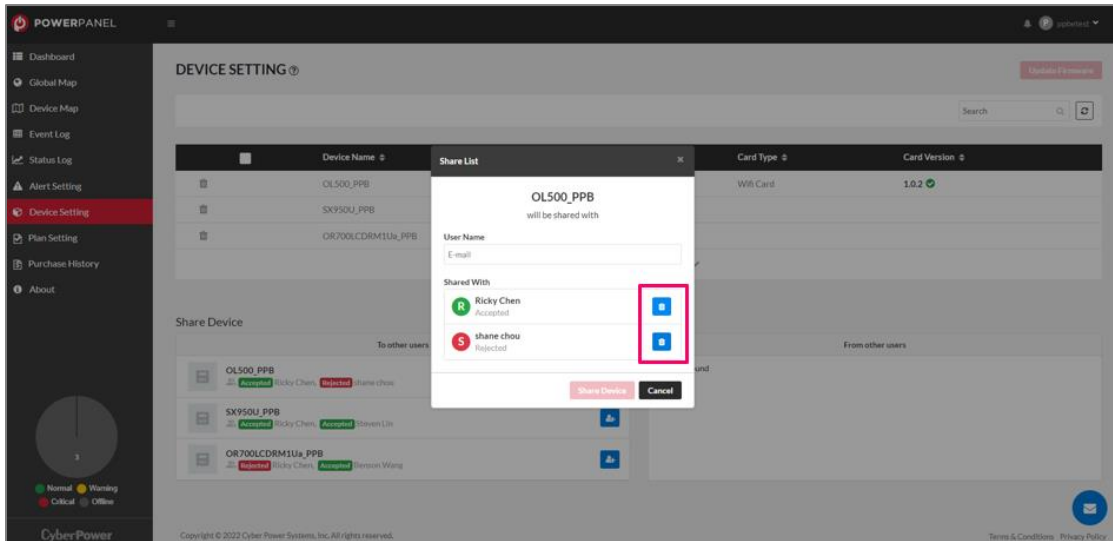 POWERPANEL
ppbwtest
Dashboard
Global Map
Device Map
Event Log
Status Log
Alert Setting
Device Setting
Plan Setting
Purchase History
About
3
Normal Warning
Critical Offline
CyberPower
DEVICE SETTING
Update Firmware
Search
Device Name Card Type Card Version
OL500_PPB Wifi Card 1.0.2
SX950U_PPB
OR700LCDRM1Ua_PPB
Share List
OL500_PPB
will be shared with
User Name
E-mail
Shared With
R Ricky Chen
Accepted
S shane chou
Rejected
Share Device Cancel
Share Device
To other users From other users
OL500_PPB
Accepted Ricky Chen, Rejected shane chou
SX950U_PPB
Accepted Ricky Chen, Accepted Steven Lin
OR700LCDRM1Ua_PPB
Rejected Ricky Chen, Accepted Benson Wang
Copyright © 2022 Cyber Power Systems, Inc. All rights reserved.
Terms & Conditions Privacy Policy